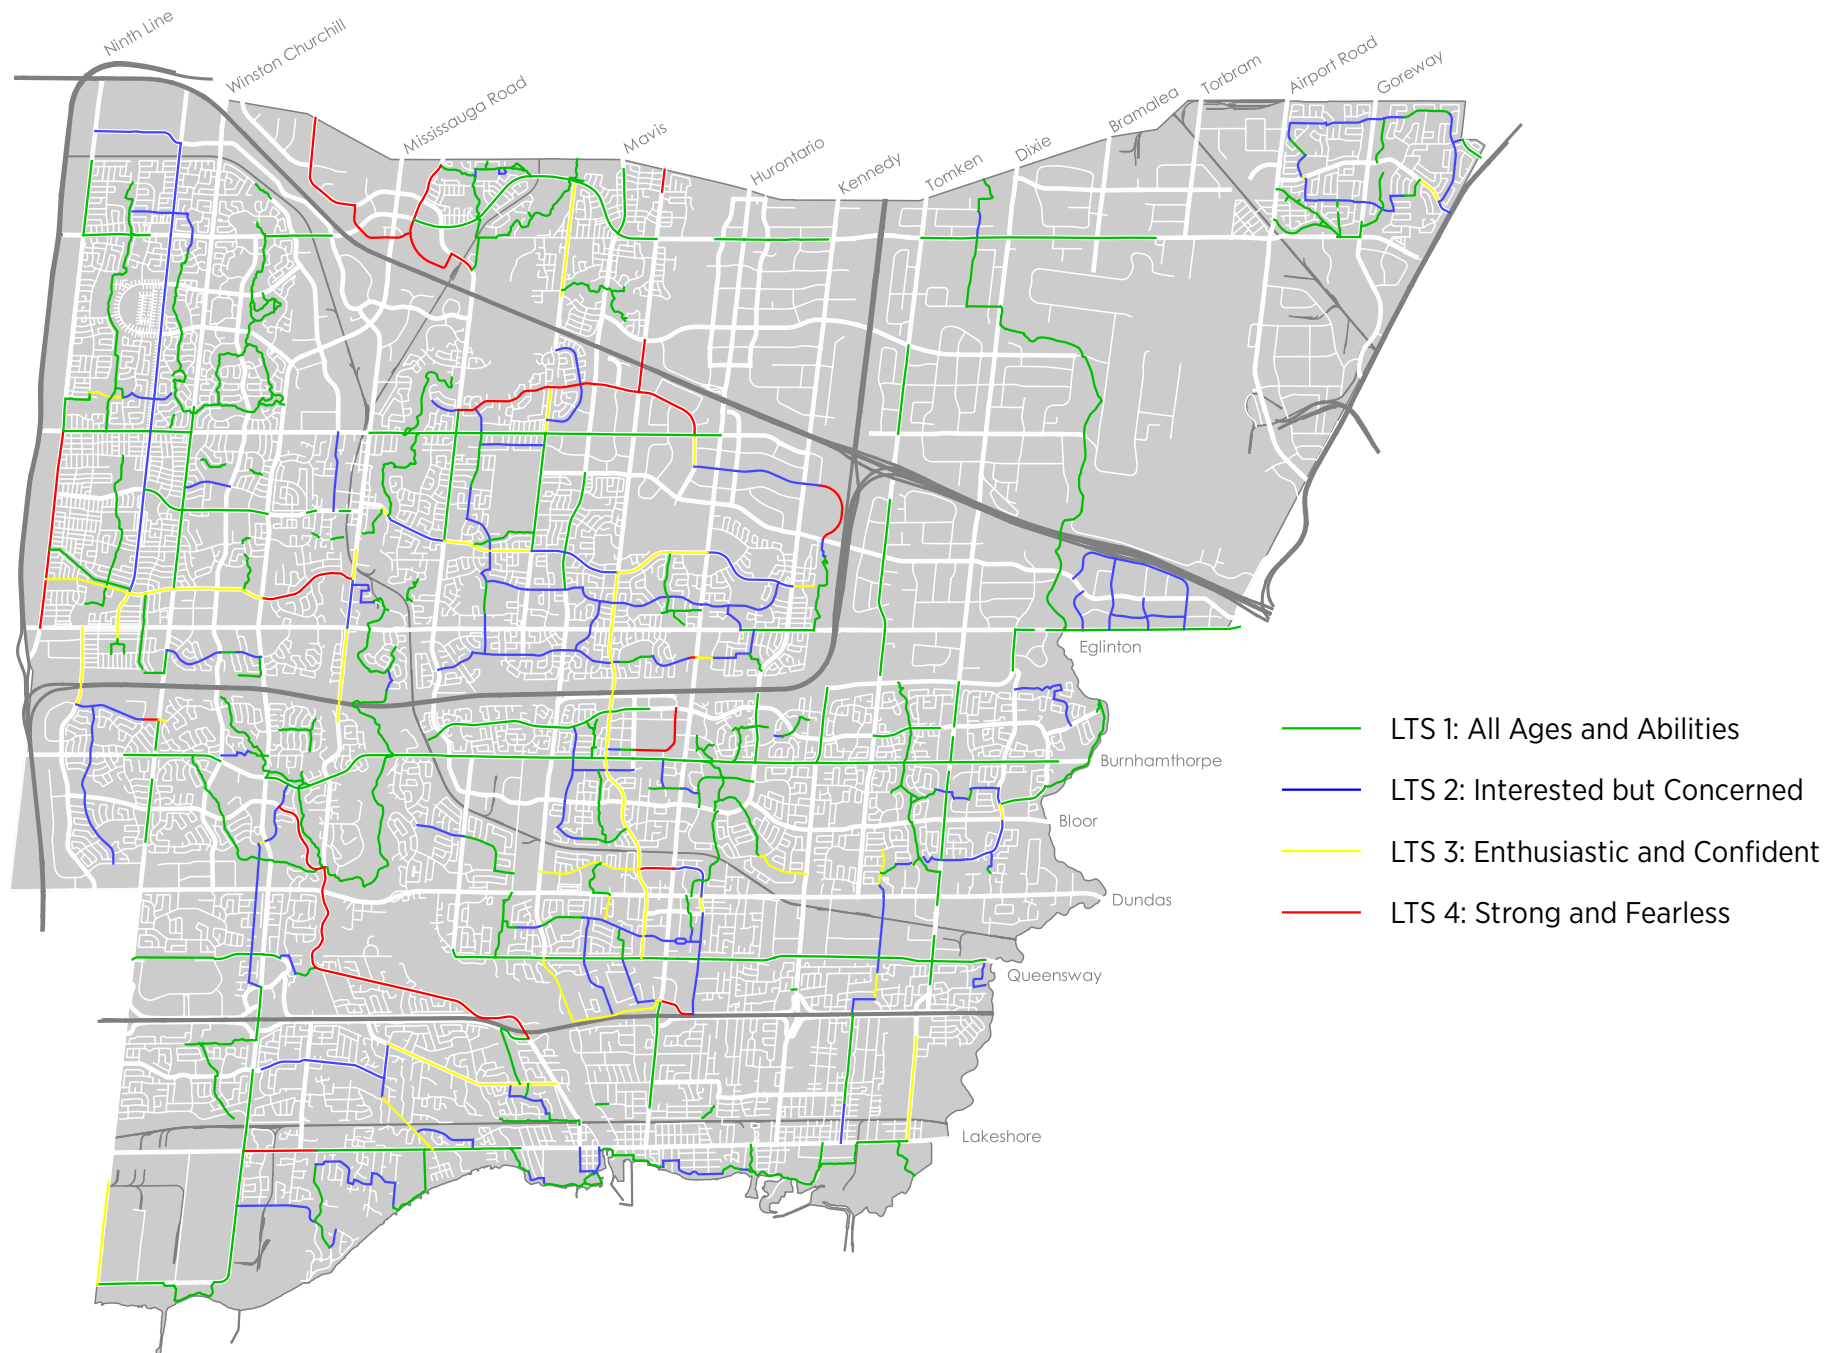 Ninth Line
Winston Churchill
Mississauga Road
Mavis
Hurontario
Kennedy
Tomken
Dixie
Bramalea
Torbram
Airport Road
Goreway
Eglinton
Burnhamthorpe
Bloor
Dundas
Queensway
Lakeshore
LTS 1: All Ages and Abilities
LTS 2: Interested but Concerned
LTS 3: Enthusiastic and Confident
LTS 4: Strong and Fearless